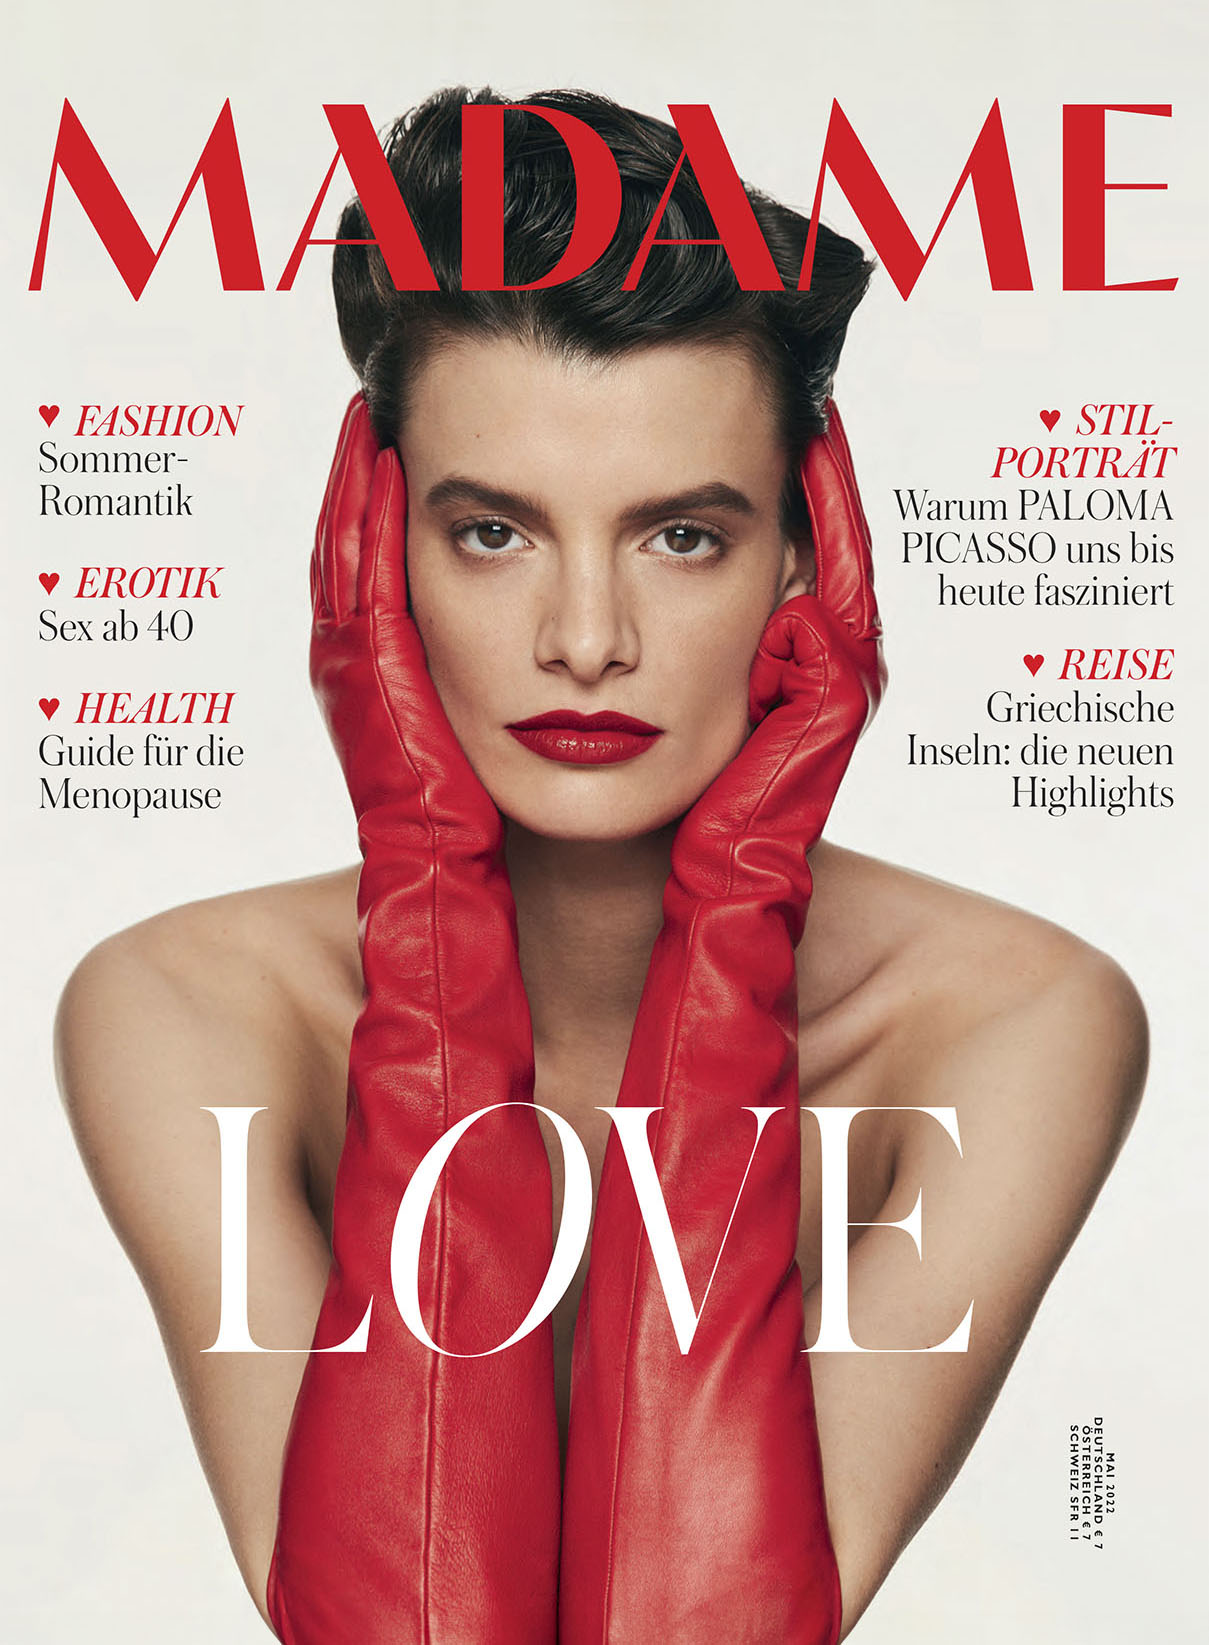 MADAME
♥ FASHION
Sommer-
Romantik
♥ EROTIK
Sex ab 40
♥ HEALTH
Guide für die
Menopause
♥ STIL-
PORTRÄT
Warum PALOMA
PICASSO uns bis
heute fasziniert
♥ REISE
Griechische
Inseln: die neuen
Highlights
LOVE
MAI 2022
DEUTSCHLAND € 7
ÖSTERREICH € 7
SCHWEIZ SFR 11